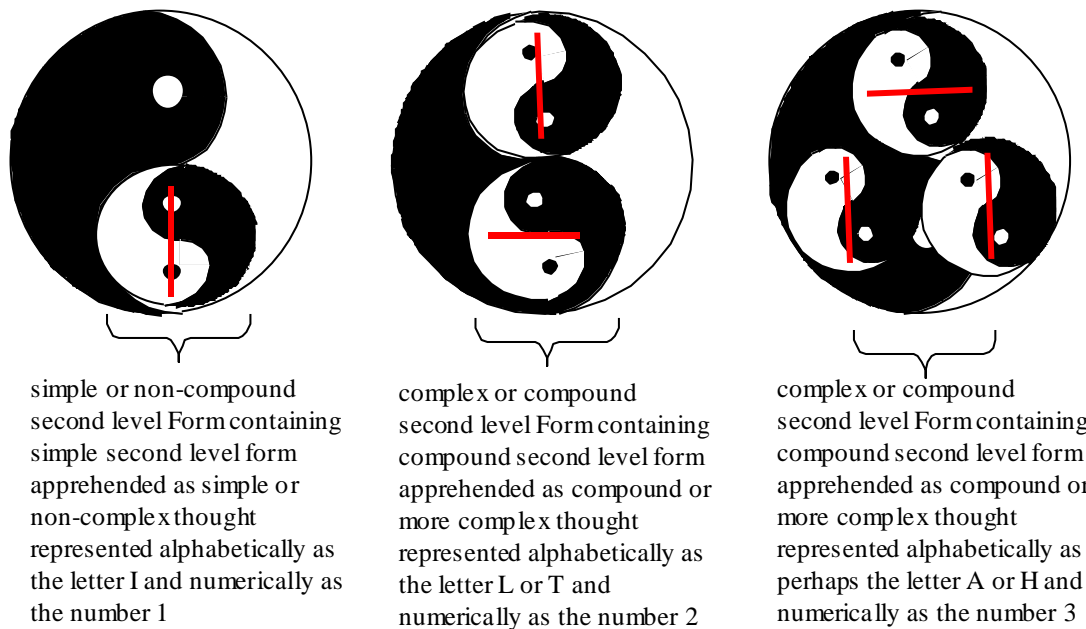 simple or non-compound
second level Form containing
simple second level form
apprehended as simple or
non-complex thought
represented alphabetically as
the letter I and numerically as
the number 1
complex or compound
second level Form containing
compound second level form
apprehended as compound or
more complex thought
represented alphabetically as
the letter L or T and
numerically as the number 2
complex or compound
second level Form containing
compound second level form
apprehended as compound or
more complex thought
represented alphabetically as
perhaps the letter A or H and
numerically as the number 3